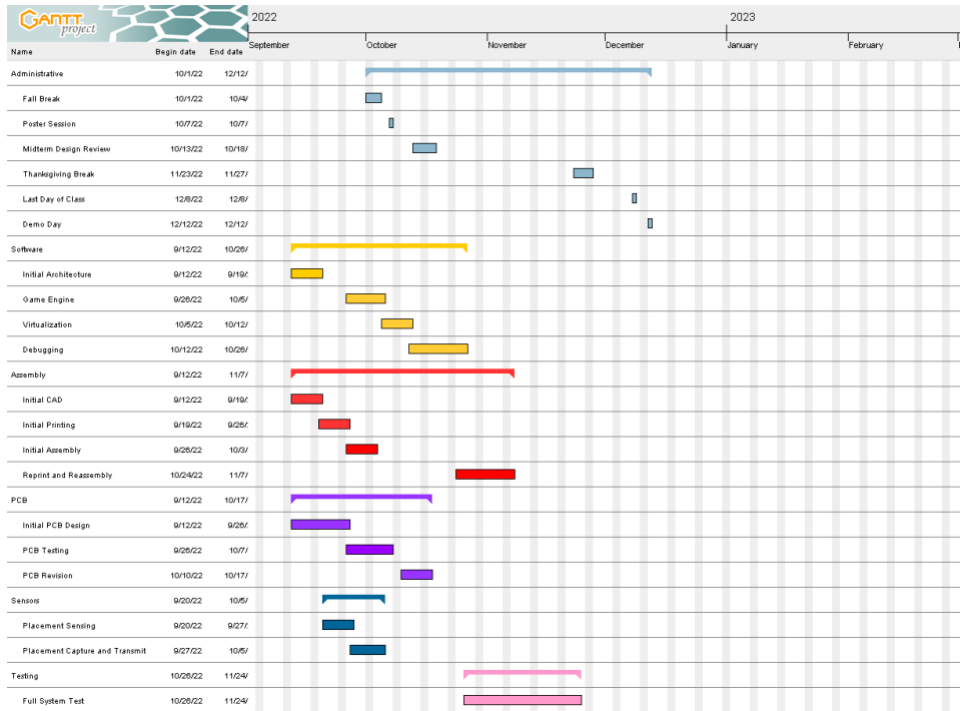 GANTT project
2022 2023
September October November December January February
Name Begin date End date
Administrative 10/1/22 12/12/
Fall Break 10/1/22 10/4/
Poster Session 10/7/22 10/7/
Midterm Design Review 10/13/22 10/18/
Thanksgiving Break 11/23/22 11/27/
Last Day of Class 12/8/22 12/8/
Demo Day 12/12/22 12/12/
Software 9/12/22 10/26/
Initial Architecture 9/12/22 9/19/
Game Engine 9/26/22 10/5/
Virtualization 10/5/22 10/12/
Debugging 10/12/22 10/26/
Assembly 9/12/22 11/7/
Initial CAD 9/12/22 9/19/
Initial Printing 9/19/22 9/26/
Initial Assembly 9/26/22 10/3/
Reprint and Reassembly 10/24/22 11/7/
PCB 9/12/22 10/17/
Initial PCB Design 9/12/22 9/26/
PCB Testing 9/26/22 10/7/
PCB Revision 10/10/22 10/17/
Sensors 9/20/22 10/5/
Placement Sensing 9/20/22 9/27/
Placement Capture and Transmit 9/27/22 10/5/
Testing 10/26/22 11/24/
Full System Test 10/26/22 11/24/